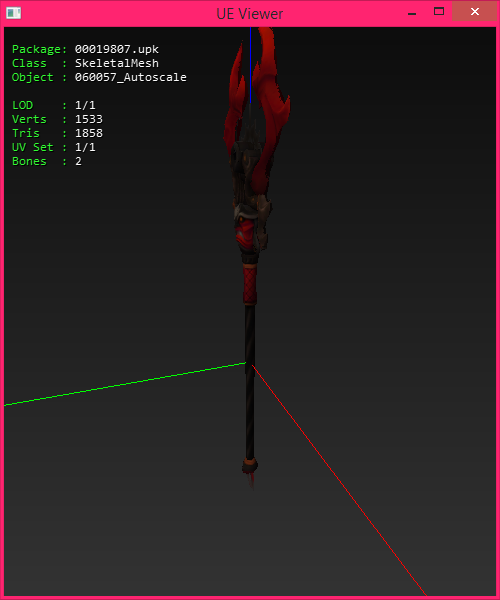 UE Viewer
Package: 00019807.upk
Class : SkeletalMesh
Object : 060057_Autoscale
LOD : 1/1
Verts : 1533
Tris : 1858
UV Set : 1/1
Bones : 2